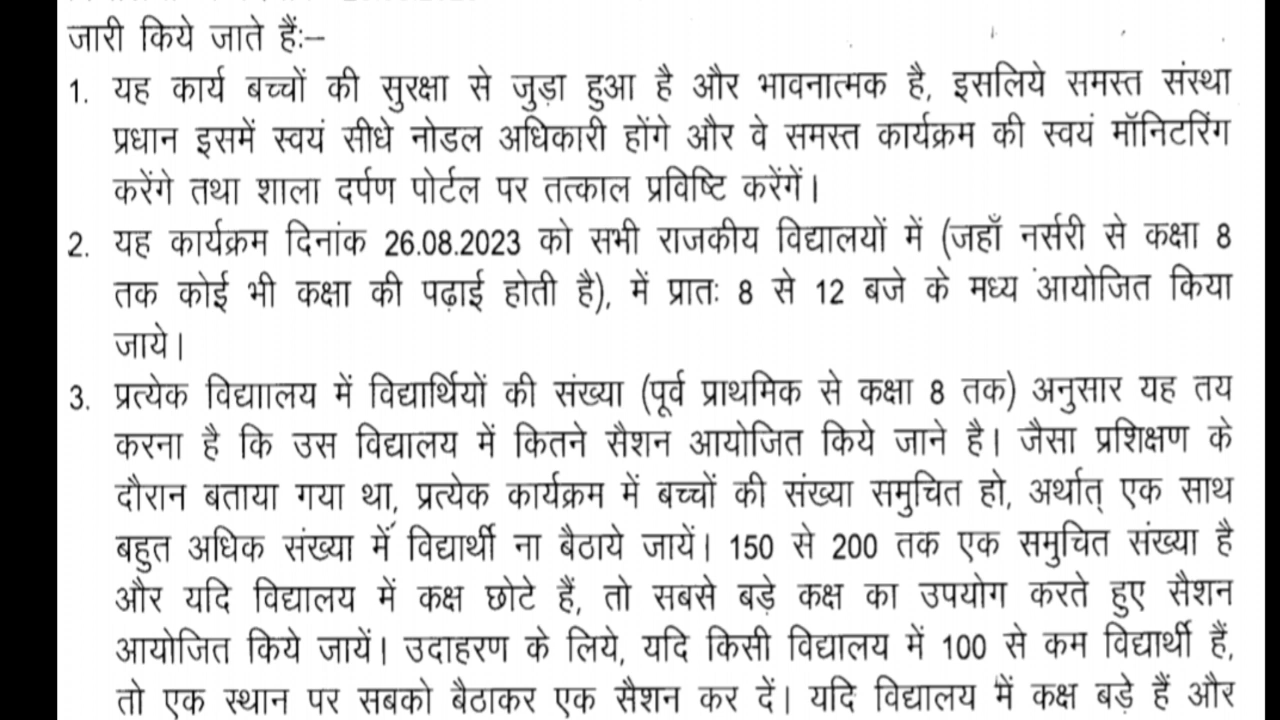 जारी किये जाते हैं:–
1. यह कार्य बच्चों की सुरक्षा से जुड़ा हुआ है और भावनात्मक है, इसलिये समस्त संस्था
प्रधान इसमें स्वयं सीधे नोडल अधिकारी होंगे और वे समस्त कार्यक्रम की स्वयं मॉनिटरिंग
करेंगे तथा शाला दर्पण पोर्टल पर तत्काल प्रविष्टि करेंगें।
2. यह कार्यक्रम दिनांक 26.08.2023 को सभी राजकीय विद्यालयों में (जहाँ नर्सरी से कक्षा 8
तक कोई भी कक्षा की पढ़ाई होती है), में प्रातः 8 से 12 बजे के मध्य आयोजित किया
जाये।
3. प्रत्येक विद्याालय में विद्यार्थियों की संख्या (पूर्व प्राथमिक से कक्षा 8 तक) अनुसार यह तय
करना है कि उस विद्यालय में कितने सैशन आयोजित किये जाने है। जैसा प्रशिक्षण के
दौरान बताया गया था, प्रत्येक कार्यक्रम में बच्चों की संख्या समुचित हो, अर्थात् एक साथ
बहुत अधिक संख्या में विद्यार्थी ना बैठाये जायें। 150 से 200 तक एक समुचित संख्या है
और यदि विद्यालय में कक्ष छोटे हैं, तो सबसे बड़े कक्ष का उपयोग करते हुए सैशन
आयोजित किये जायें। उदाहरण के लिये, यदि किसी विद्यालय में 100 से कम विद्यार्थी हैं,
तो एक स्थान पर सबको बैठाकर एक सैशन कर दें। यदि विद्यालय में कक्ष बड़े हैं और